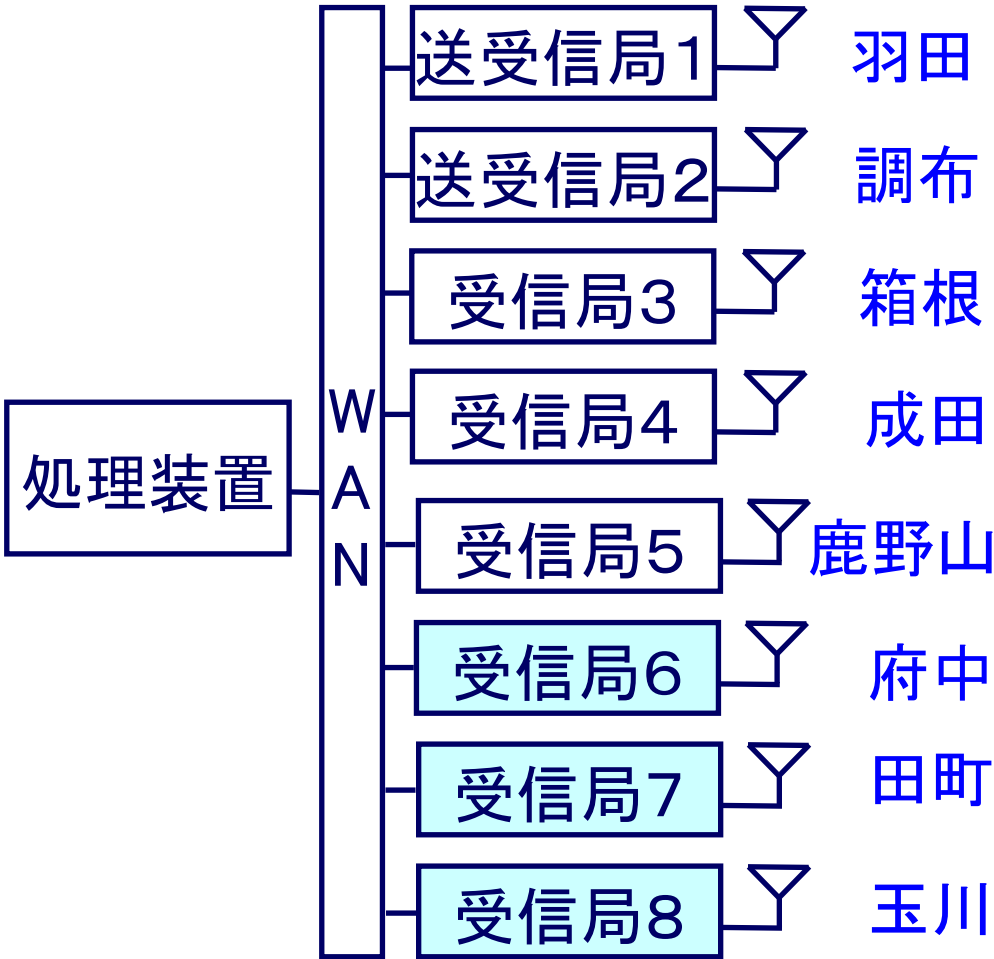 送受信局1
羽田
送受信局2
調布
受信局3
箱根
受信局4
成田
処理装置
WAN
受信局5
鹿野山
受信局6
府中
受信局7
田町
受信局8
玉川